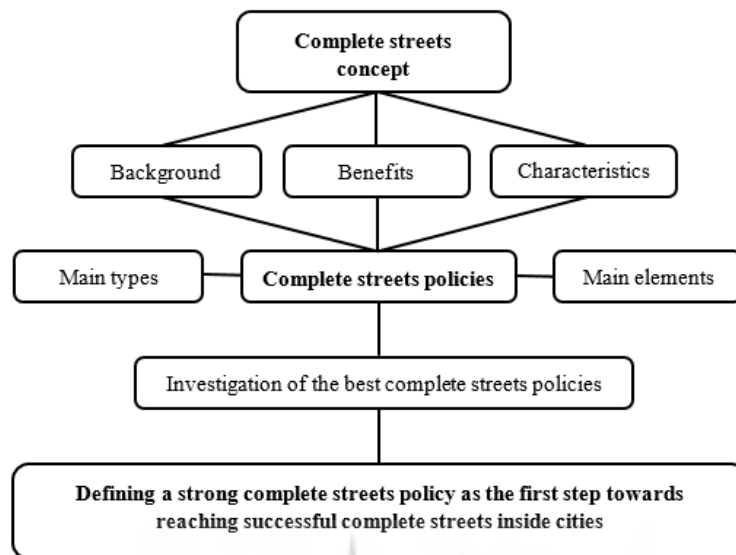 Complete streets
concept
Background
Benefits
Characteristics
Main types
Complete streets policies
Main elements
Investigation of the best complete streets policies
Defining a strong complete streets policy as the first step towards
reaching successful complete streets inside cities